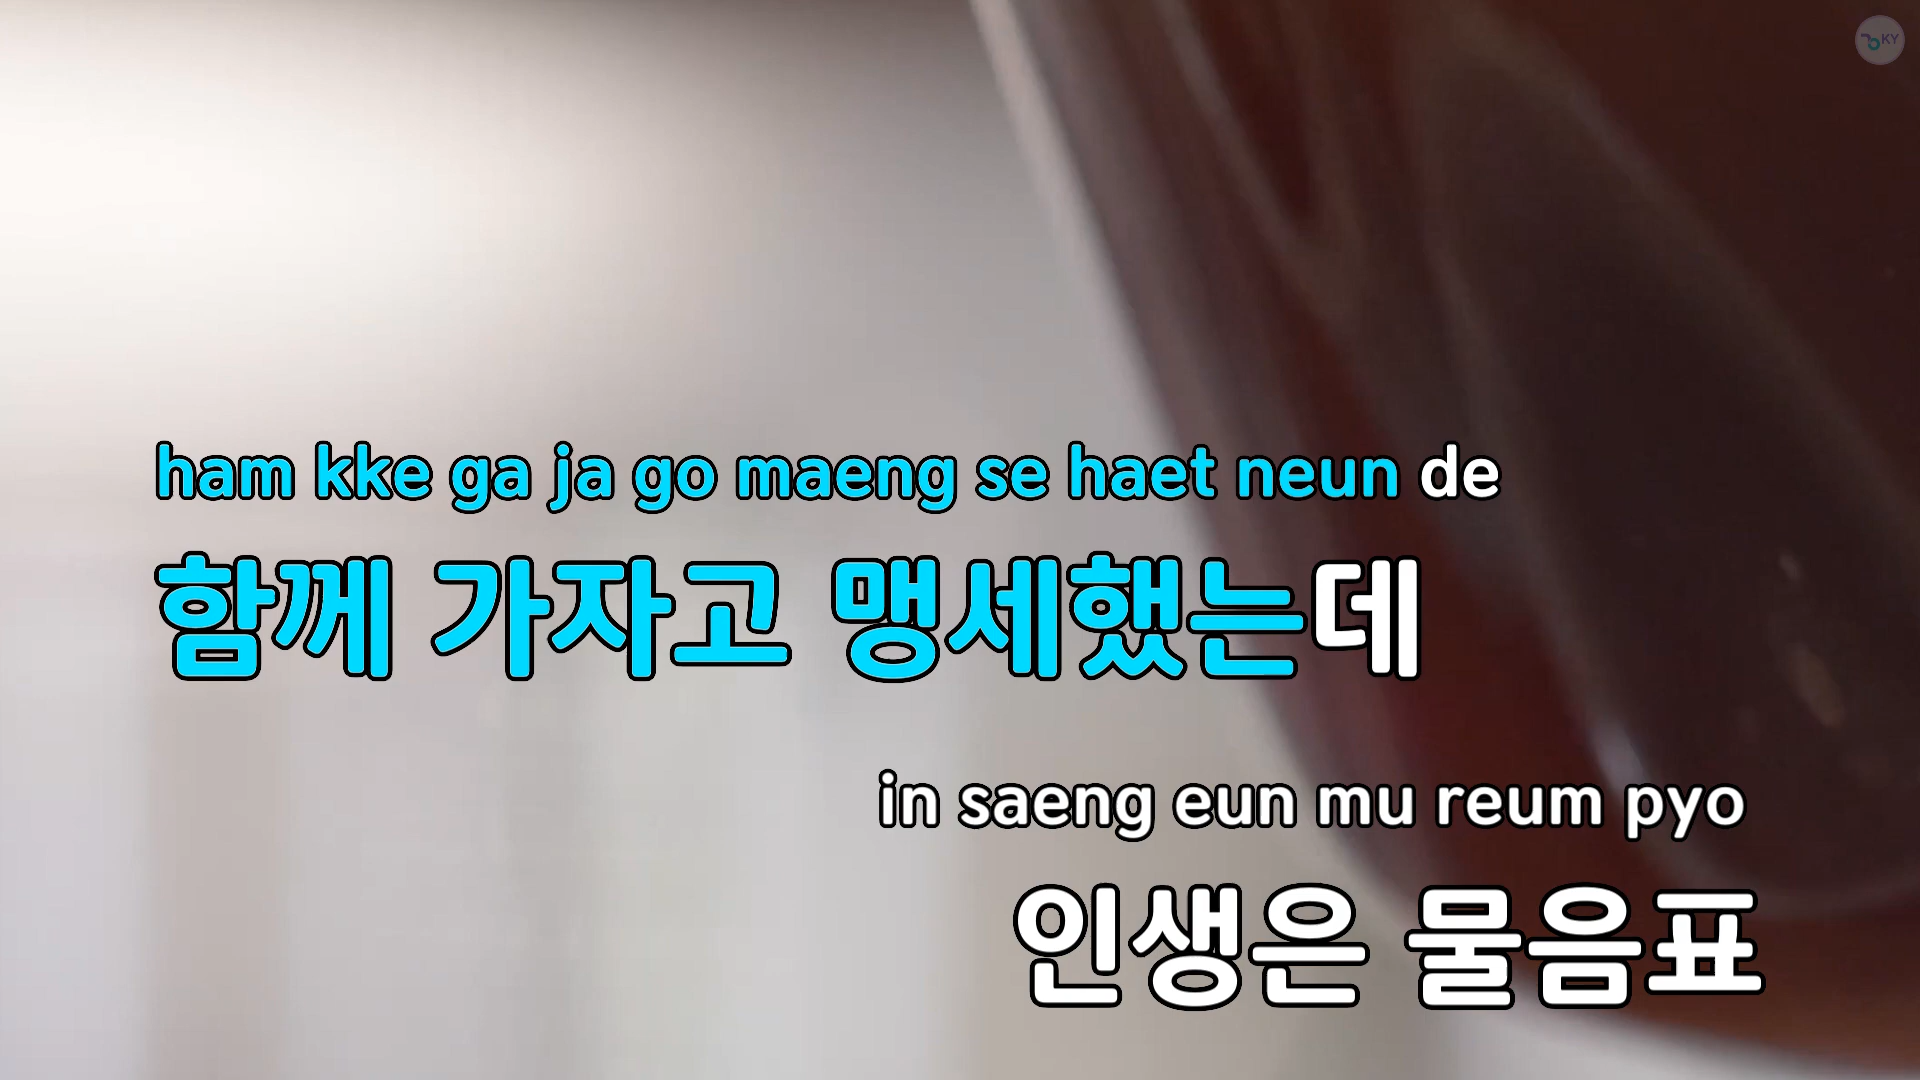 KY
ham kke ga ja go maeng se haet neun de
함께 가자고 맹세했는데
in saeng eun mu reum pyo
인생은 물음표